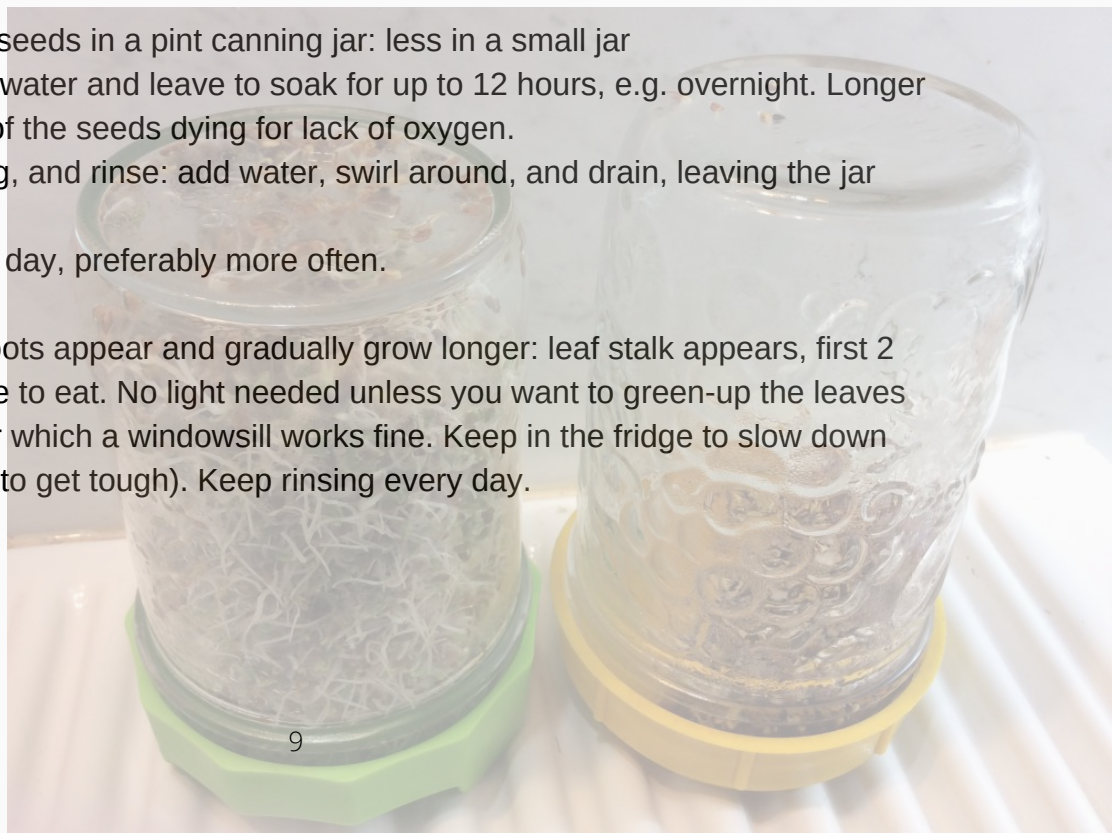 seeds in a pint canning jar: less in a small jar
water and leave to soak for up to 12 hours, e.g. overnight. Longer
of the seeds dying for lack of oxygen.
g, and rinse: add water, swirl around, and drain, leaving the jar
day, preferably more often.
ots appear and gradually grow longer: leaf stalk appears, first 2
e to eat. No light needed unless you want to green-up the leaves
r which a windowsill works fine. Keep in the fridge to slow down
to get tough). Keep rinsing every day.
9